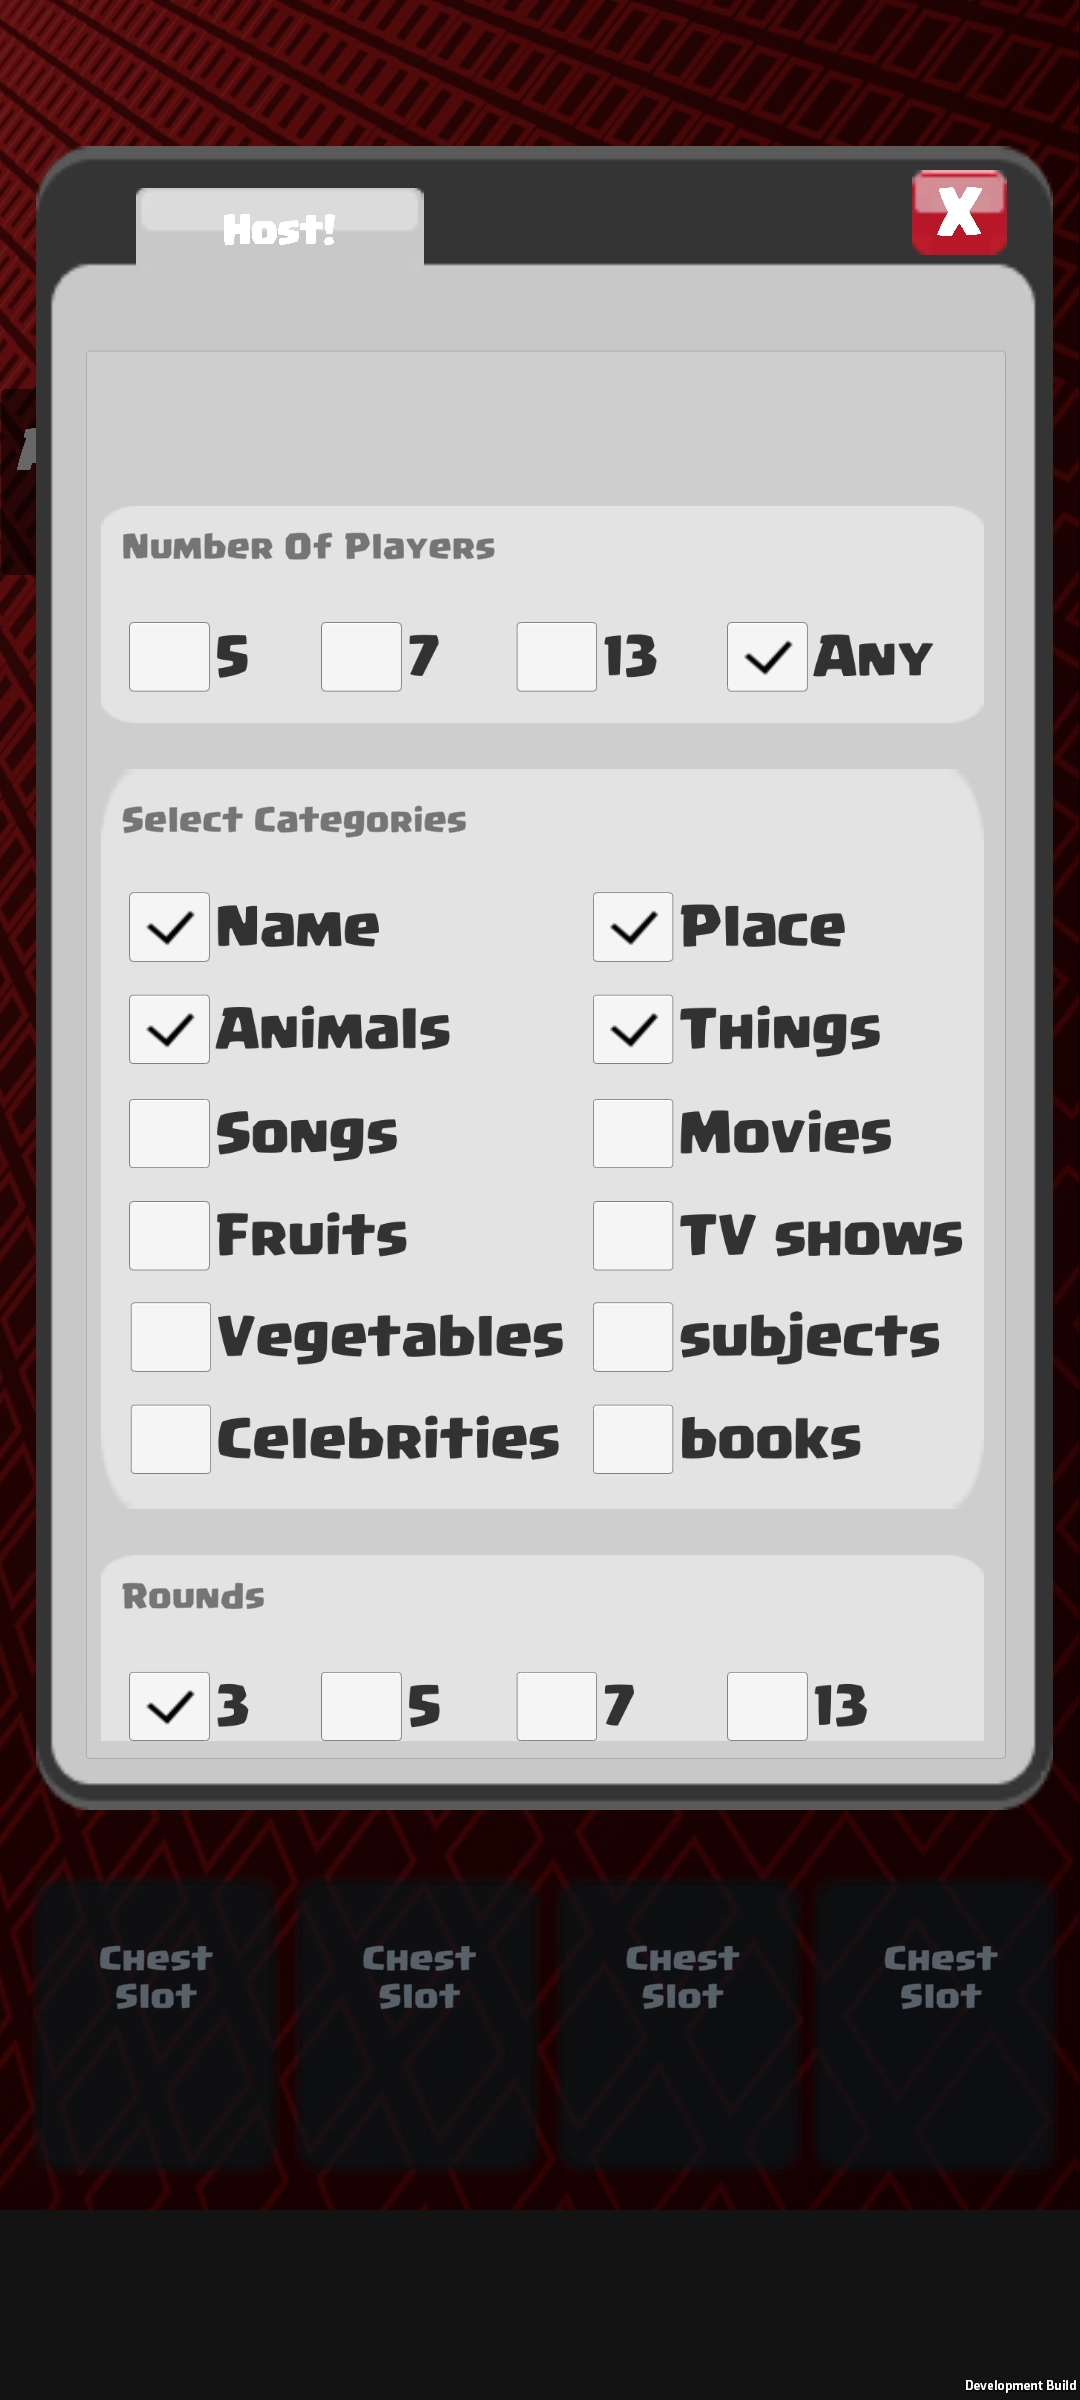 Host!
X
Number Of Players
5 7 13 Any
Select Categories
Name Place
Animals Things
Songs Movies
Fruits TV shows
Vegetables subjects
Celebrities books
Rounds
3 5 7 13
Chest Chest Chest Chest
Slot Slot Slot Slot
Development Build